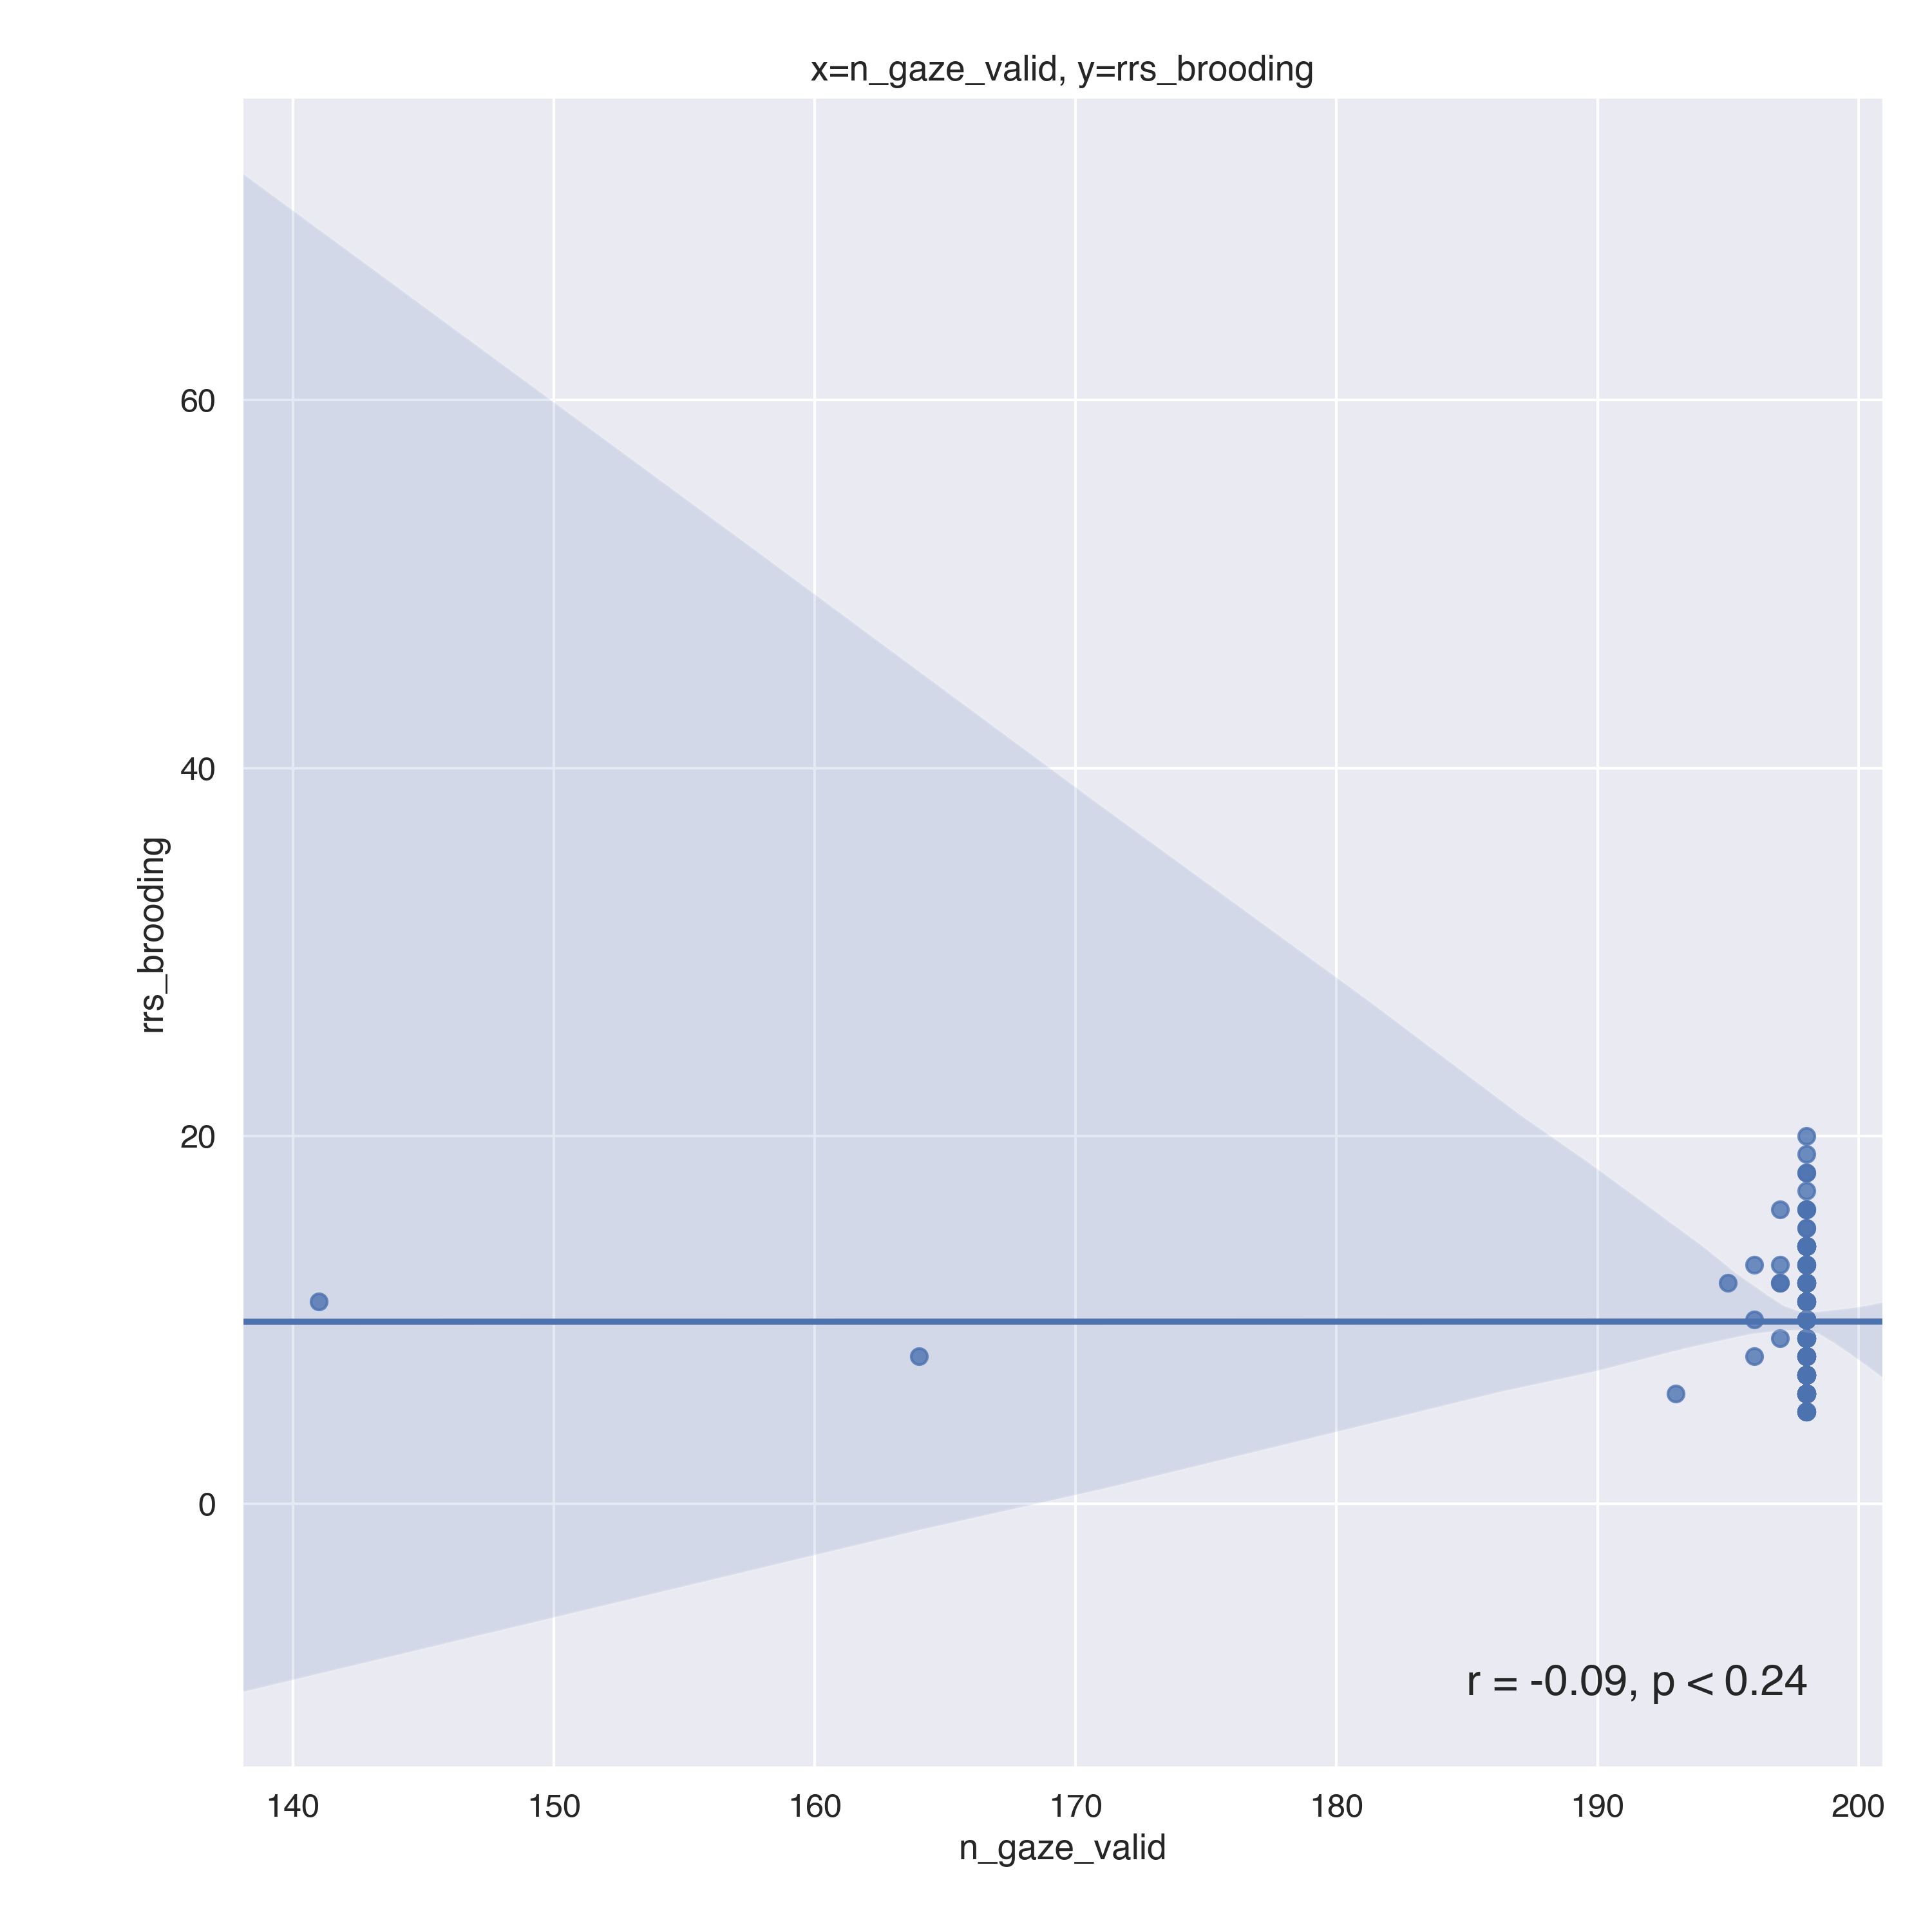 x=n_gaze_valid, y=rrs_brooding
60
40
20
0
rrs_brooding
r = -0.09, p < 0.24
140 150 160 170 180 190 200
n_gaze_valid